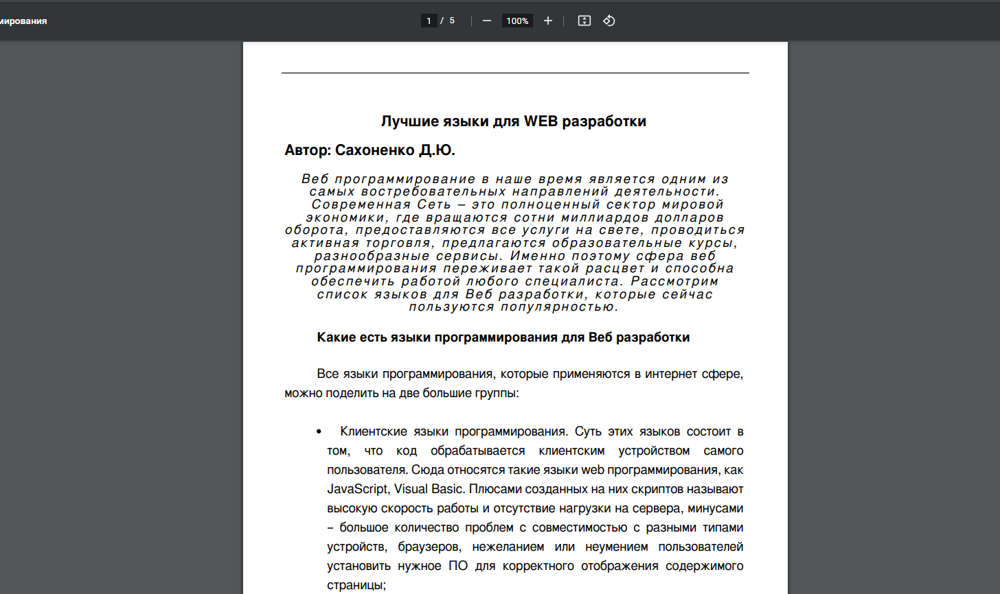 мирования
1 / 5
100%
Лучшие языки для WEB разработки
Автор: Сахоненко Д.Ю.
Веб программирование в наше время является одним из
самых востребовательных направлений деятельности.
Современная Сеть – это полноценный сектор мировой
экономики, где вращаются сотни миллиардов долларов
оборота, предоставляются все услуги на свете, проводиться
активная торговля, предлагаются образовательные курсы,
разнообразные сервисы. Именно поэтому сфера веб
программирования переживает такой расцвет и способна
обеспечить работой любого специалиста. Рассмотрим
список языков для Веб разработки, которые сейчас
пользуются популярностью.
Какие есть языки программирования для Веб разработки
Все языки программирования, которые применяются в интернет сфере,
можно поделить на две большие группы:
• Клиентские языки программирования. Суть этих языков состоит в
том, что код обрабатывается клиентским устройством самого
пользователя. Сюда относятся такие языки web программирования, как
JavaScript, Visual Basic. Плюсами созданных на них скриптов называют
высокую скорость работы и отсутствие нагрузки на сервера, минусами
– большое количество проблем с совместимостью с разными типами
устройств, браузеров, нежеланием или неумением пользователей
установить нужное ПО для корректного отображения содержимого
страницы;